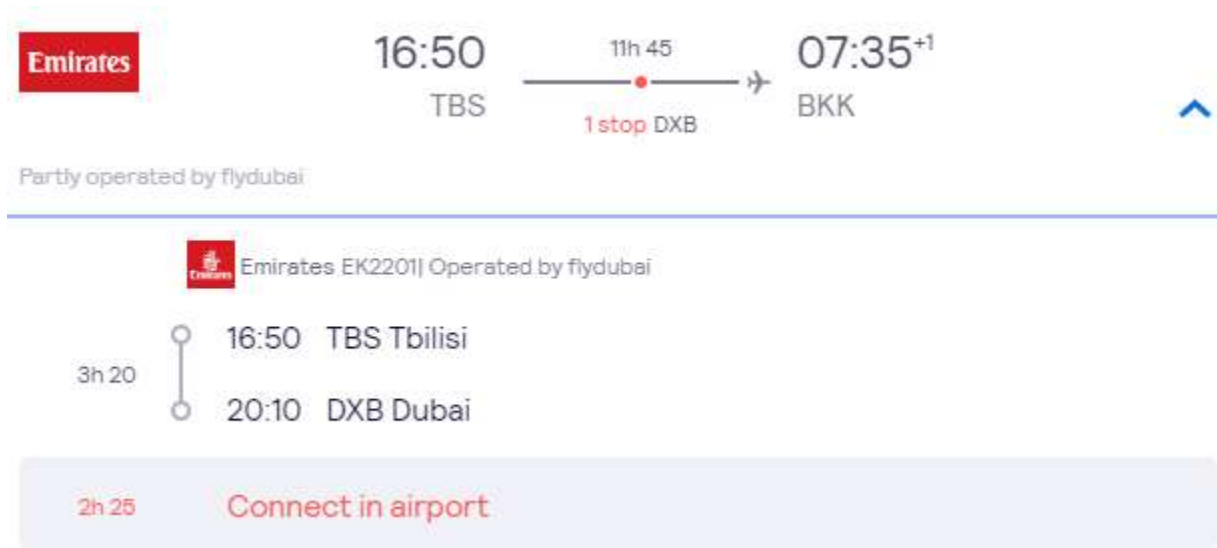 Emirates
16:50 11h 45 07:35+1
TBS 1 stop DXB BKK
Partly operated by flydubai
Emirates Emirates EK2201| Operated by flydubai
16:50 TBS Tbilisi
3h 20
20:10 DXB Dubai
2h 25 Connect in airport